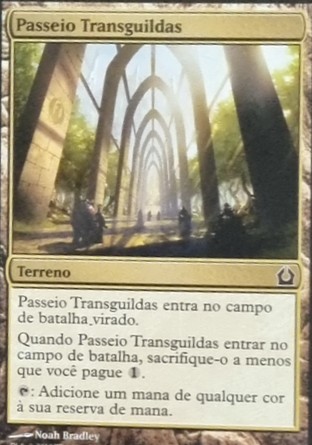 Passeio Transguildas
Terreno
Passeio Transguildas entra no campo
de batalha virado.
Quando Passeio Transguildas entrar no
campo de batalha, sacrifique-o a menos
que você pague 1.
: Adicione um mana de qualquer cor
à sua reserva de mana.
Noah Bradley